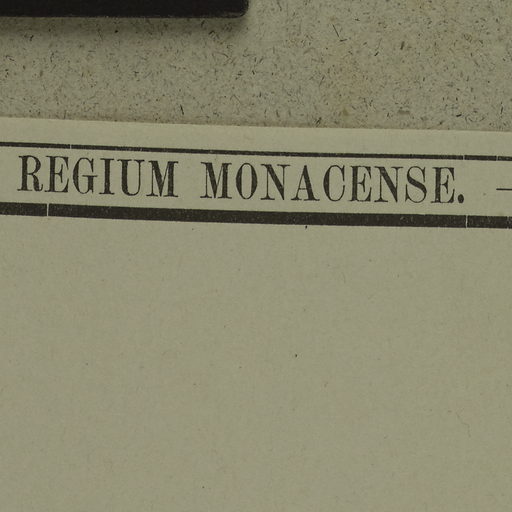 REGIUM MONACENSE. —